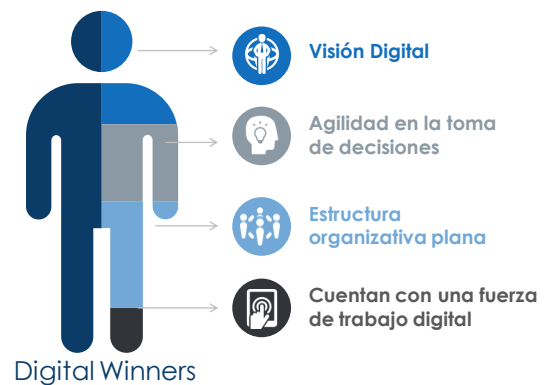 Visión Digital
Agilidad en la toma
de decisiones
Estructura
organizativa plana
Cuentan con una fuerza
de trabajo digital
Digital Winners